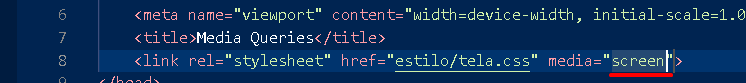 6 <meta name="viewport" content="width=device-width, initial-scale=1.0
7 <title>Media Queries</title>
8 <link rel="stylesheet" href="estilo/tela.css" media="screen">
</head>